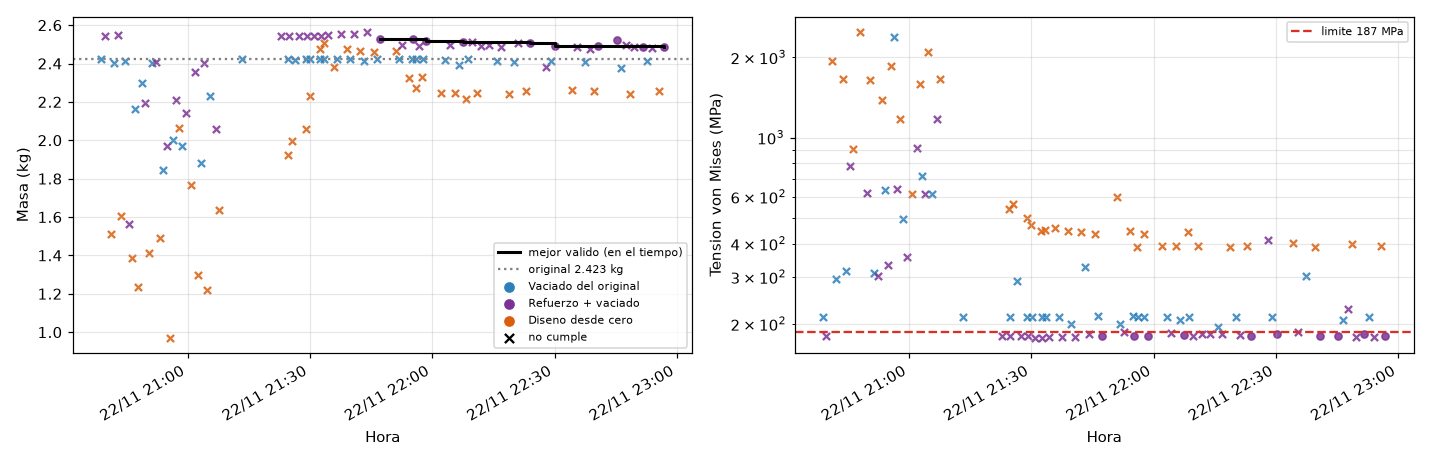 2.6
2.4
2.2
2.0
1.8
1.6
1.4
1.2
1.0
Masa (kg)
22/11 21:00
22/11 21:30
22/11 22:00
22/11 22:30
22/11 23:00
Hora
mejor valido (en el tiempo)
original 2.423 kg
Vaciado del original
Refuerzo + vaciado
Diseno desde cero
no cumple
2 × 10³
10³
6 × 10²
4 × 10²
3 × 10²
2 × 10²
Tension von Mises (MPa)
22/11 21:00
22/11 21:30
22/11 22:00
22/11 22:30
22/11 23:00
Hora
limite 187 MPa